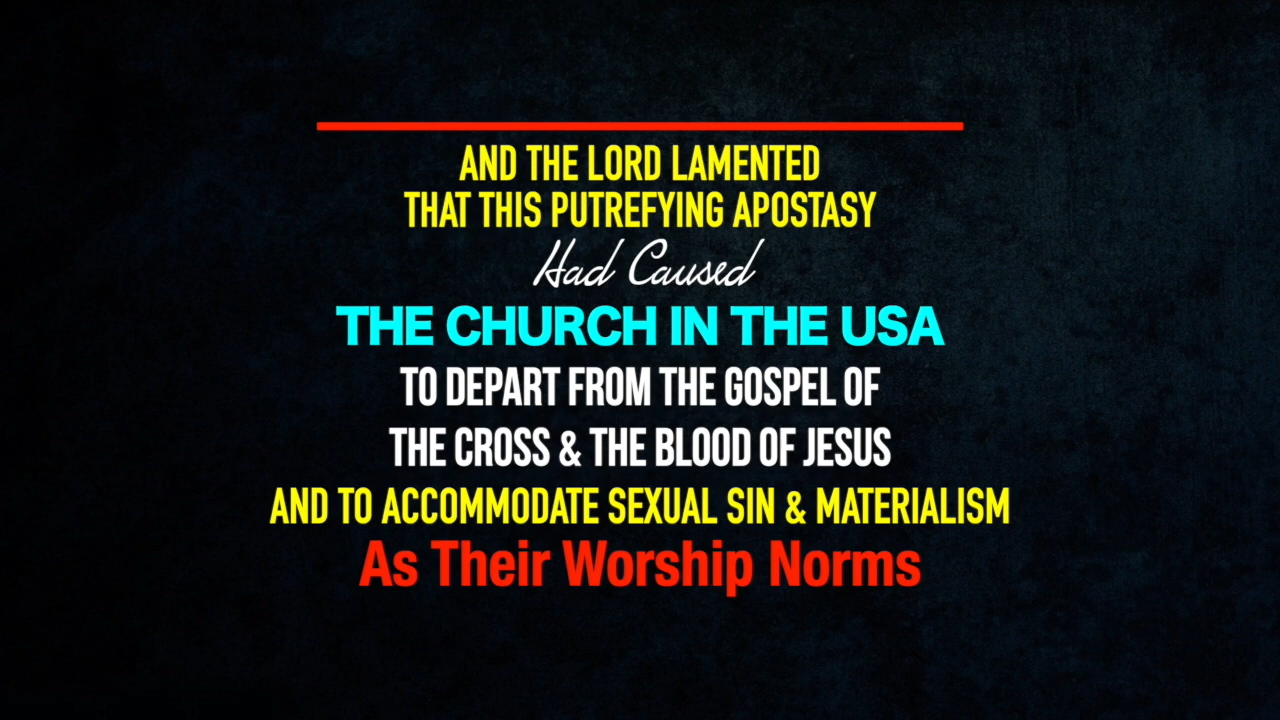 AND THE LORD LAMENTED
THAT THIS PUTREFYING APOSTASY
Had Caused
THE CHURCH IN THE USA
TO DEPART FROM THE GOSPEL OF
THE CROSS & THE BLOOD OF JESUS
AND TO ACCOMMODATE SEXUAL SIN & MATERIALISM
As Their Worship Norms